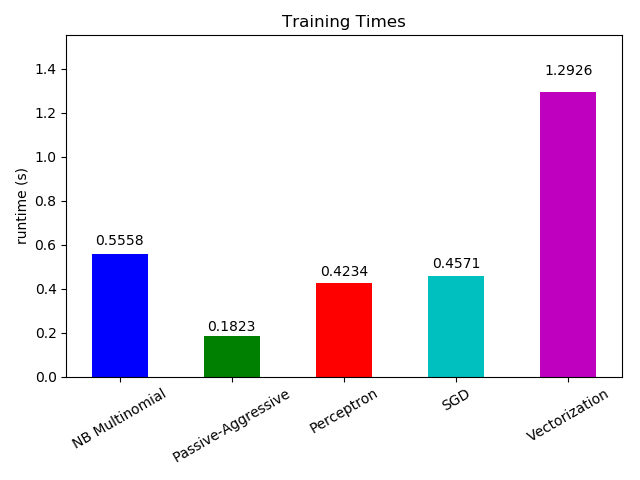 Training Times
runtime (s)
1.4
1.2
1.0
0.8
0.6
0.4
0.2
0.0
0.5558
0.1823
0.4234
0.4571
1.2926
NB Multinomial
Passive-Aggressive
Perceptron
SGD
Vectorization